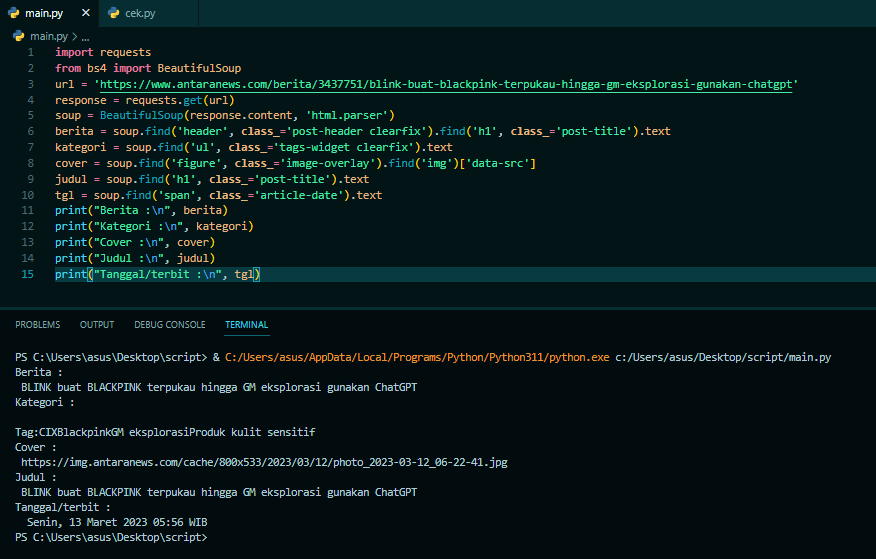 main.py × cek.py
main.py > ...
1 import requests
2 from bs4 import BeautifulSoup
3 url = 'https://www.antaranews.com/berita/3437751/blink-buat-blackpink-terpukau-hingga-gm-eksplorasi-gunakan-chatgpt'
4 response = requests.get(url)
5 soup = BeautifulSoup(response.content, 'html.parser')
6 berita = soup.find('header', class_='post-header clearfix').find('h1', class_='post-title').text
7 kategori = soup.find('ul', class_='tags-widget clearfix').text
8 cover = soup.find('figure', class_='image-overlay').find('img')['data-src']
9 judul = soup.find('h1', class_='post-title').text
10 tgl = soup.find('span', class_='article-date').text
11 print("Berita :\n", berita)
12 print("Kategori :\n", kategori)
13 print("Cover :\n", cover)
14 print("Judul :\n", judul)
15 print("Tanggal/terbit :\n", tgl)
PROBLEMS OUTPUT DEBUG CONSOLE TERMINAL
PS C:\Users\asus\Desktop\script> & C:/Users/asus/AppData/Local/Programs/Python/Python311/python.exe c:/Users/asus/Desktop/script/main.py
Berita :
BLINK buat BLACKPINK terpukau hingga GM eksplorasi gunakan ChatGPT
Kategori :
Tag:CIXBlackpinkGM eksplorasiProduk kulit sensitif
Cover :
https://img.antaranews.com/cache/800x533/2023/03/12/photo_2023-03-12_06-22-41.jpg
Judul :
BLINK buat BLACKPINK terpukau hingga GM eksplorasi gunakan ChatGPT
Tanggal/terbit :
Senin, 13 Maret 2023 05:56 WIB
PS C:\Users\asus\Desktop\script>